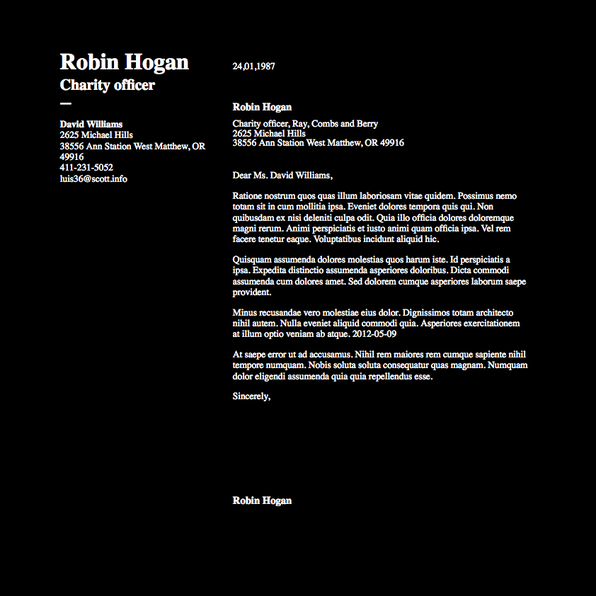 Robin Hogan
Charity officer
David Williams
2625 Michael Hills
38556 Ann Station West Matthew, OR
49916
411-231-5052
luis36@scott.info
24,01,1987
Robin Hogan
Charity officer, Ray, Combs and Berry
2625 Michael Hills
38556 Ann Station West Matthew, OR 49916
Dear Ms. David Williams,
Ratione nostrum quos quas illum laboriosam vitae quidem. Possimus nemo
totam sit in cum mollitia ipsa. Eveniet dolores tempora quis qui. Non
quibusdam ex nisi deleniti culpa odit. Quia illo officia dolores doloremque
magni rerum. Animi perspiciatis et iusto animi quam officia ipsa. Vel rem
facere tenetur eaque. Voluptatibus incidunt aliquid hic.
Quisquam assumenda dolores molestias quos harum iste. Id perspiciatis a
ipsa. Expedita distinctio assumenda asperiores doloribus. Dicta commodi
assumenda cum dolores amet. Sed dolorem cumque asperiores laborum saepe
provident.
Minus recusandae vero molestiae eius dolor. Dignissimos totam architecto
nihil autem. Nulla eveniet aliquid commodi quia. Asperiores exercitationem
at illum optio veniam ab atque. 2012-05-09
At saepe error ut ad accusamus. Nihil rem maiores rem cumque sapiente nihil
tempore numquam. Nobis soluta soluta consequatur quas magnam. Numquam
dolor eligendi assumenda quia quia repellendus esse.
Sincerely,
Robin Hogan